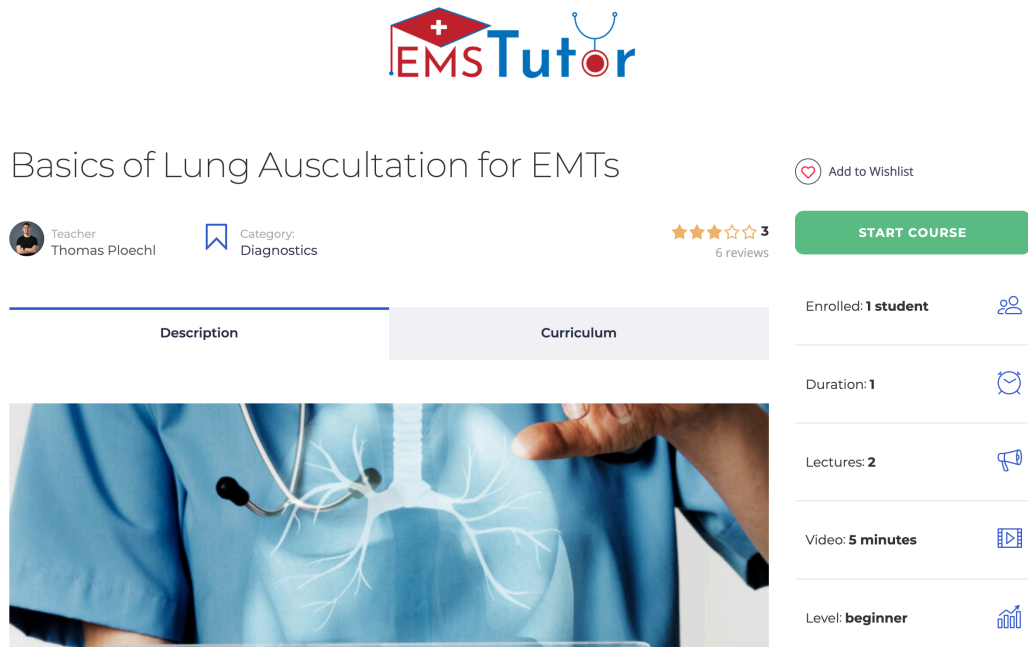 EMSTutor
Basics of Lung Auscultation for EMTs
Teacher
Thomas Ploechl
Category:
Diagnostics
3
6 reviews
Description
Curriculum
Add to Wishlist
START COURSE
Enrolled: 1 student
Duration: 1
Lectures: 2
Video: 5 minutes
Level: beginner